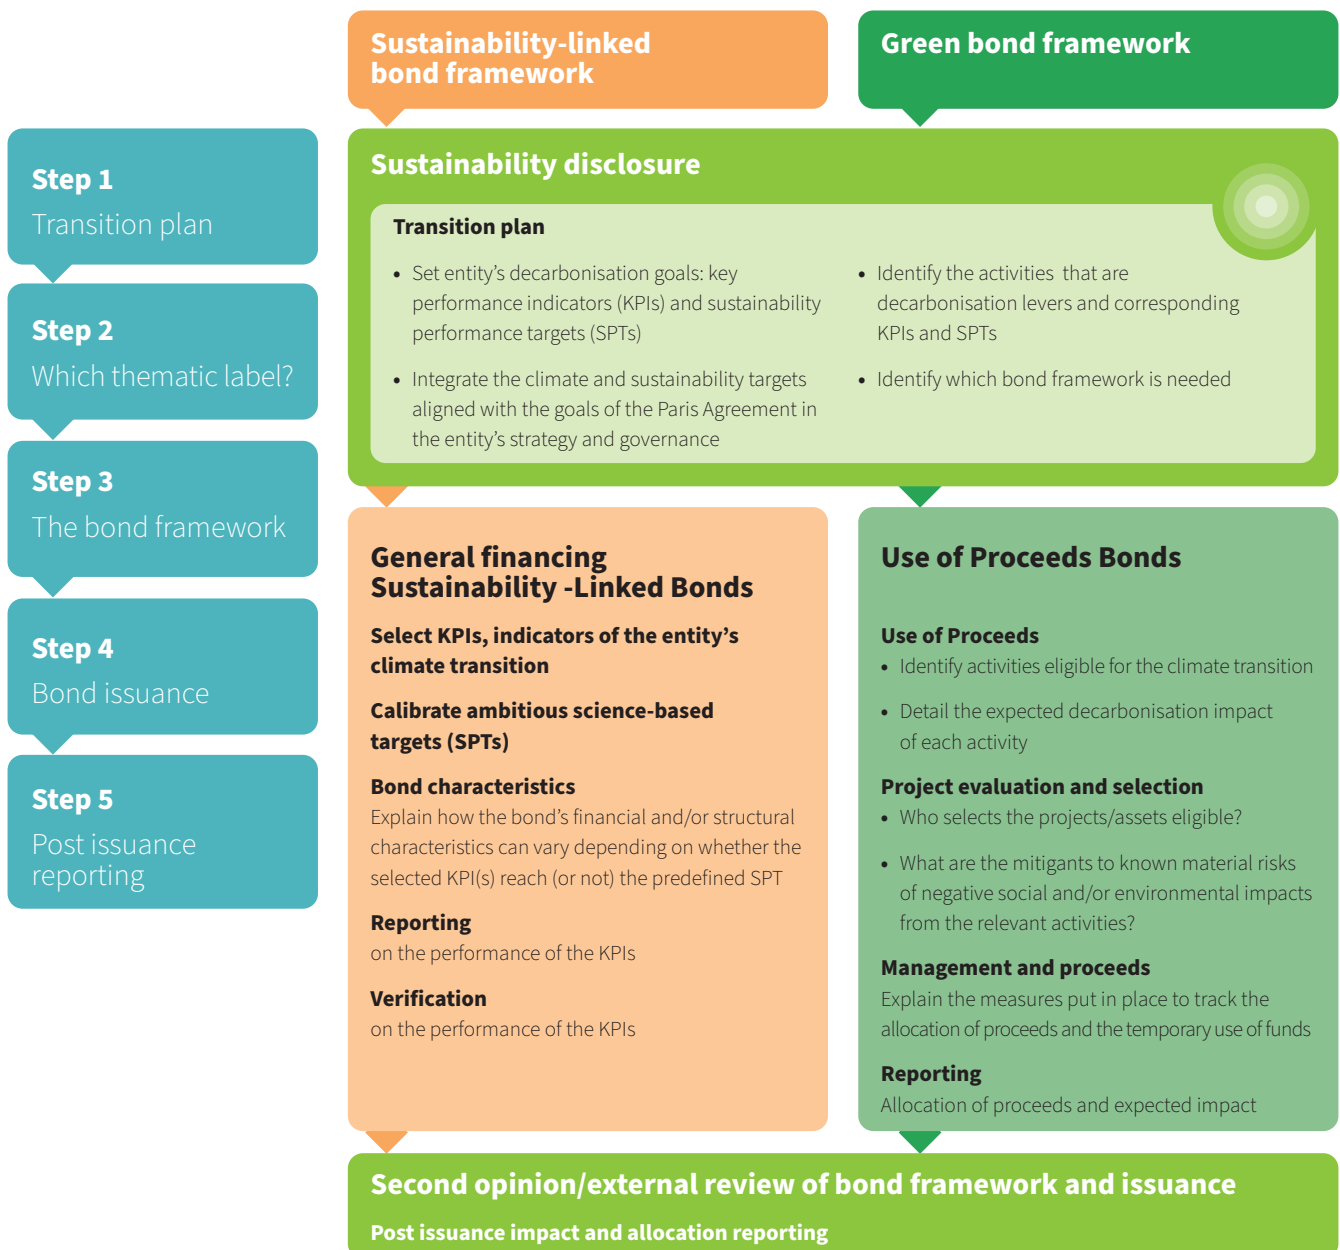 Sustainability-linked
bond framework
Green bond framework
Step 1
Transition plan
Step 2
Which thematic label?
Step 3
The bond framework
Step 4
Bond issuance
Step 5
Post issuance
reporting
Sustainability disclosure
Transition plan
• Set entity's decarbonisation goals: key
performance indicators (KPIs) and sustainability
performance targets (SPTs)
• Integrate the climate and sustainability targets
aligned with the goals of the Paris Agreement in
the entity's strategy and governance
• Identify the activities that are
decarbonisation levers and corresponding
KPIs and SPTs
• Identify which bond framework is needed
General financing
Sustainability -Linked Bonds
Select KPIs, indicators of the entity's
climate transition
Calibrate ambitious science-based
targets (SPTs)
Bond characteristics
Explain how the bond's financial and/or structural
characteristics can vary depending on whether the
selected KPI(s) reach (or not) the predefined SPT
Reporting
on the performance of the KPIs
Verification
on the performance of the KPIs
Use of Proceeds Bonds
Use of Proceeds
• Identify activities eligible for the climate transition
• Detail the expected decarbonisation impact
of each activity
Project evaluation and selection
• Who selects the projects/assets eligible?
• What are the mitigants to known material risks
of negative social and/or environmental impacts
from the relevant activities?
Management and proceeds
Explain the measures put in place to track the
allocation of proceeds and the temporary use of funds
Reporting
Allocation of proceeds and expected impact
Second opinion/external review of bond framework and issuance
Post issuance impact and allocation reporting